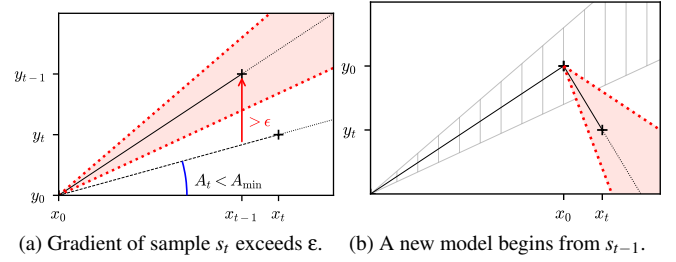 y_{t−1}
y_t
y_0
> ϵ
A_t < A_min
x_0
x_{t−1}
x_t
(a) Gradient of sample s_t exceeds ε.
y_0
y_t
x_0
x_t
(b) A new model begins from s_{t−1}.